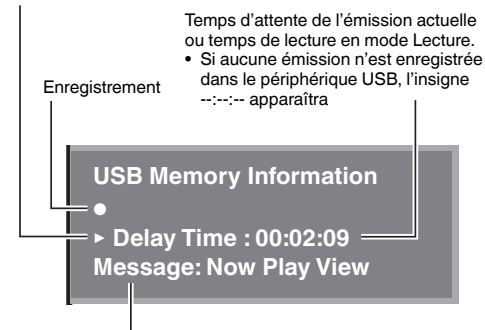 Temps d'attente de l'émission actuelle
ou temps de lecture en mode Lecture.
• Si aucune émission n'est enregistrée
dans le périphérique USB, l'insigne
--:--:-- apparaîtra
Enregistrement
USB Memory Information
●
► Delay Time : 00:02:09
Message: Now Play View